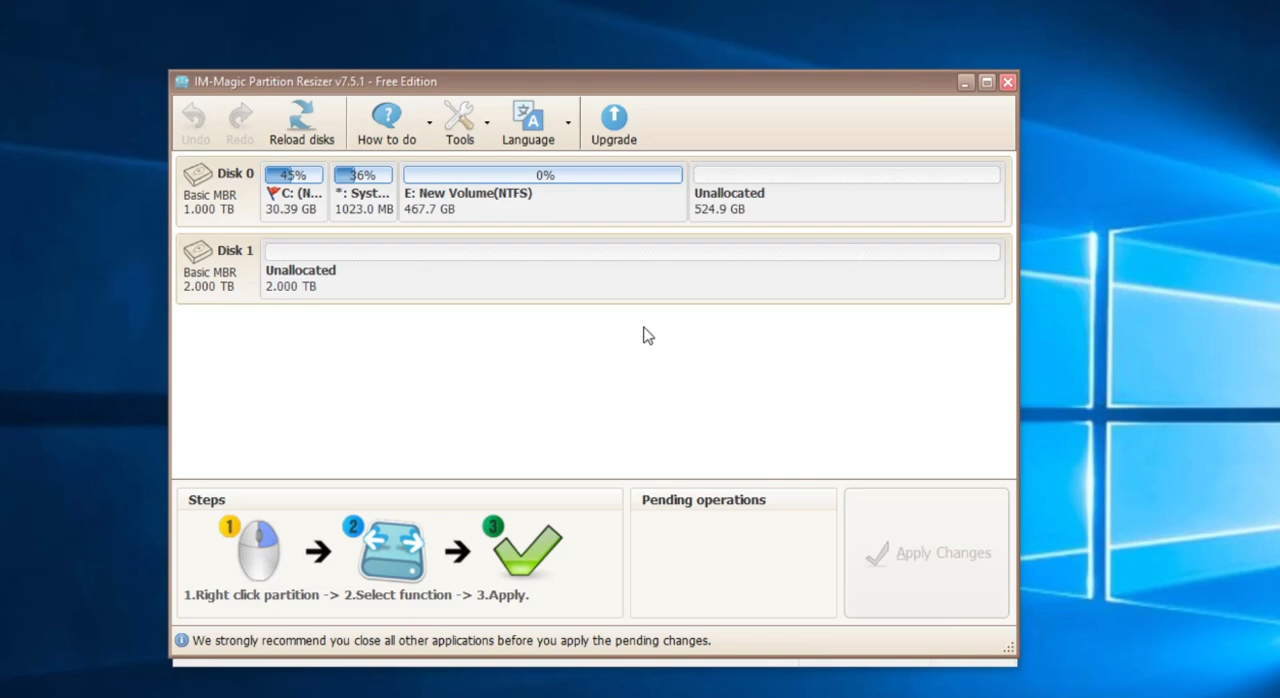 IM-Magic Partition Resizer v7.5.1 - Free Edition
Undo Redo Reload disks How to do Tools Language Upgrade
Disk 0
Basic MBR
1.000 TB
45%
C: (N...
30.39 GB
36%
*: Syst...
1023.0 MB
0%
E: New Volume(NTFS)
467.7 GB
Unallocated
524.9 GB
Disk 1
Basic MBR
2.000 TB
Unallocated
2.000 TB
Steps
1 2 3
1.Right click partition -> 2.Select function -> 3.Apply.
Pending operations
Apply Changes
We strongly recommend you close all other applications before you apply the pending changes.